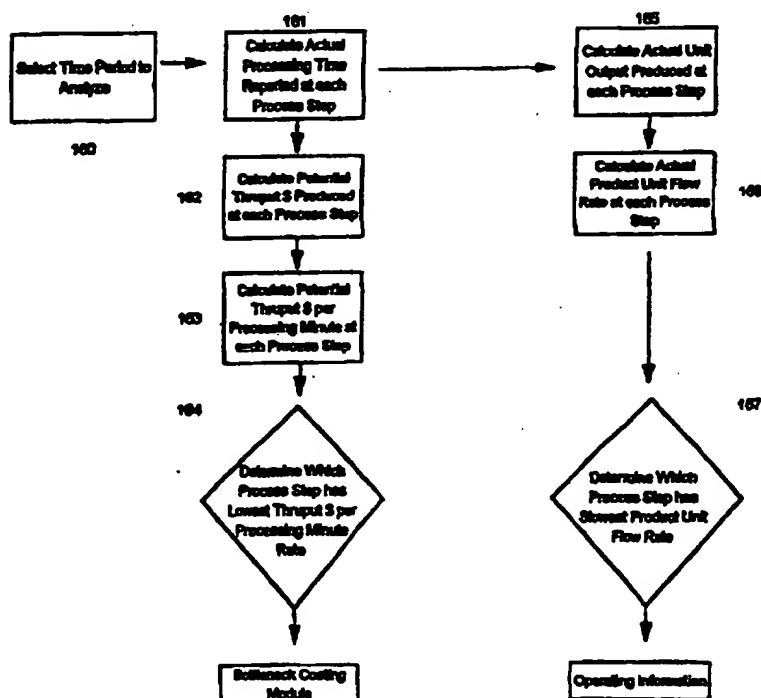 161
165
Select Time Period to
Analyze
160
Calculate Actual
Processing Time
Reported at each
Process Step
Calculate Actual Unit
Output Produced at
each Process Step
162
Calculate Potential
Thruput $ Produced
at each Process Step
Calculate Actual
Product Unit Flow
Rate at each Process
Step
163
Calculate Potential
Thruput $ per
Processing Minute at
each Process Step
164
167
Determine Which
Process Step has
Lowest Thruput $ per
Processing Minute
Rate
Determine Which
Process Step has
Slowest Product Unit
Flow Rate
Bottleneck Costing
Module
Operating Information